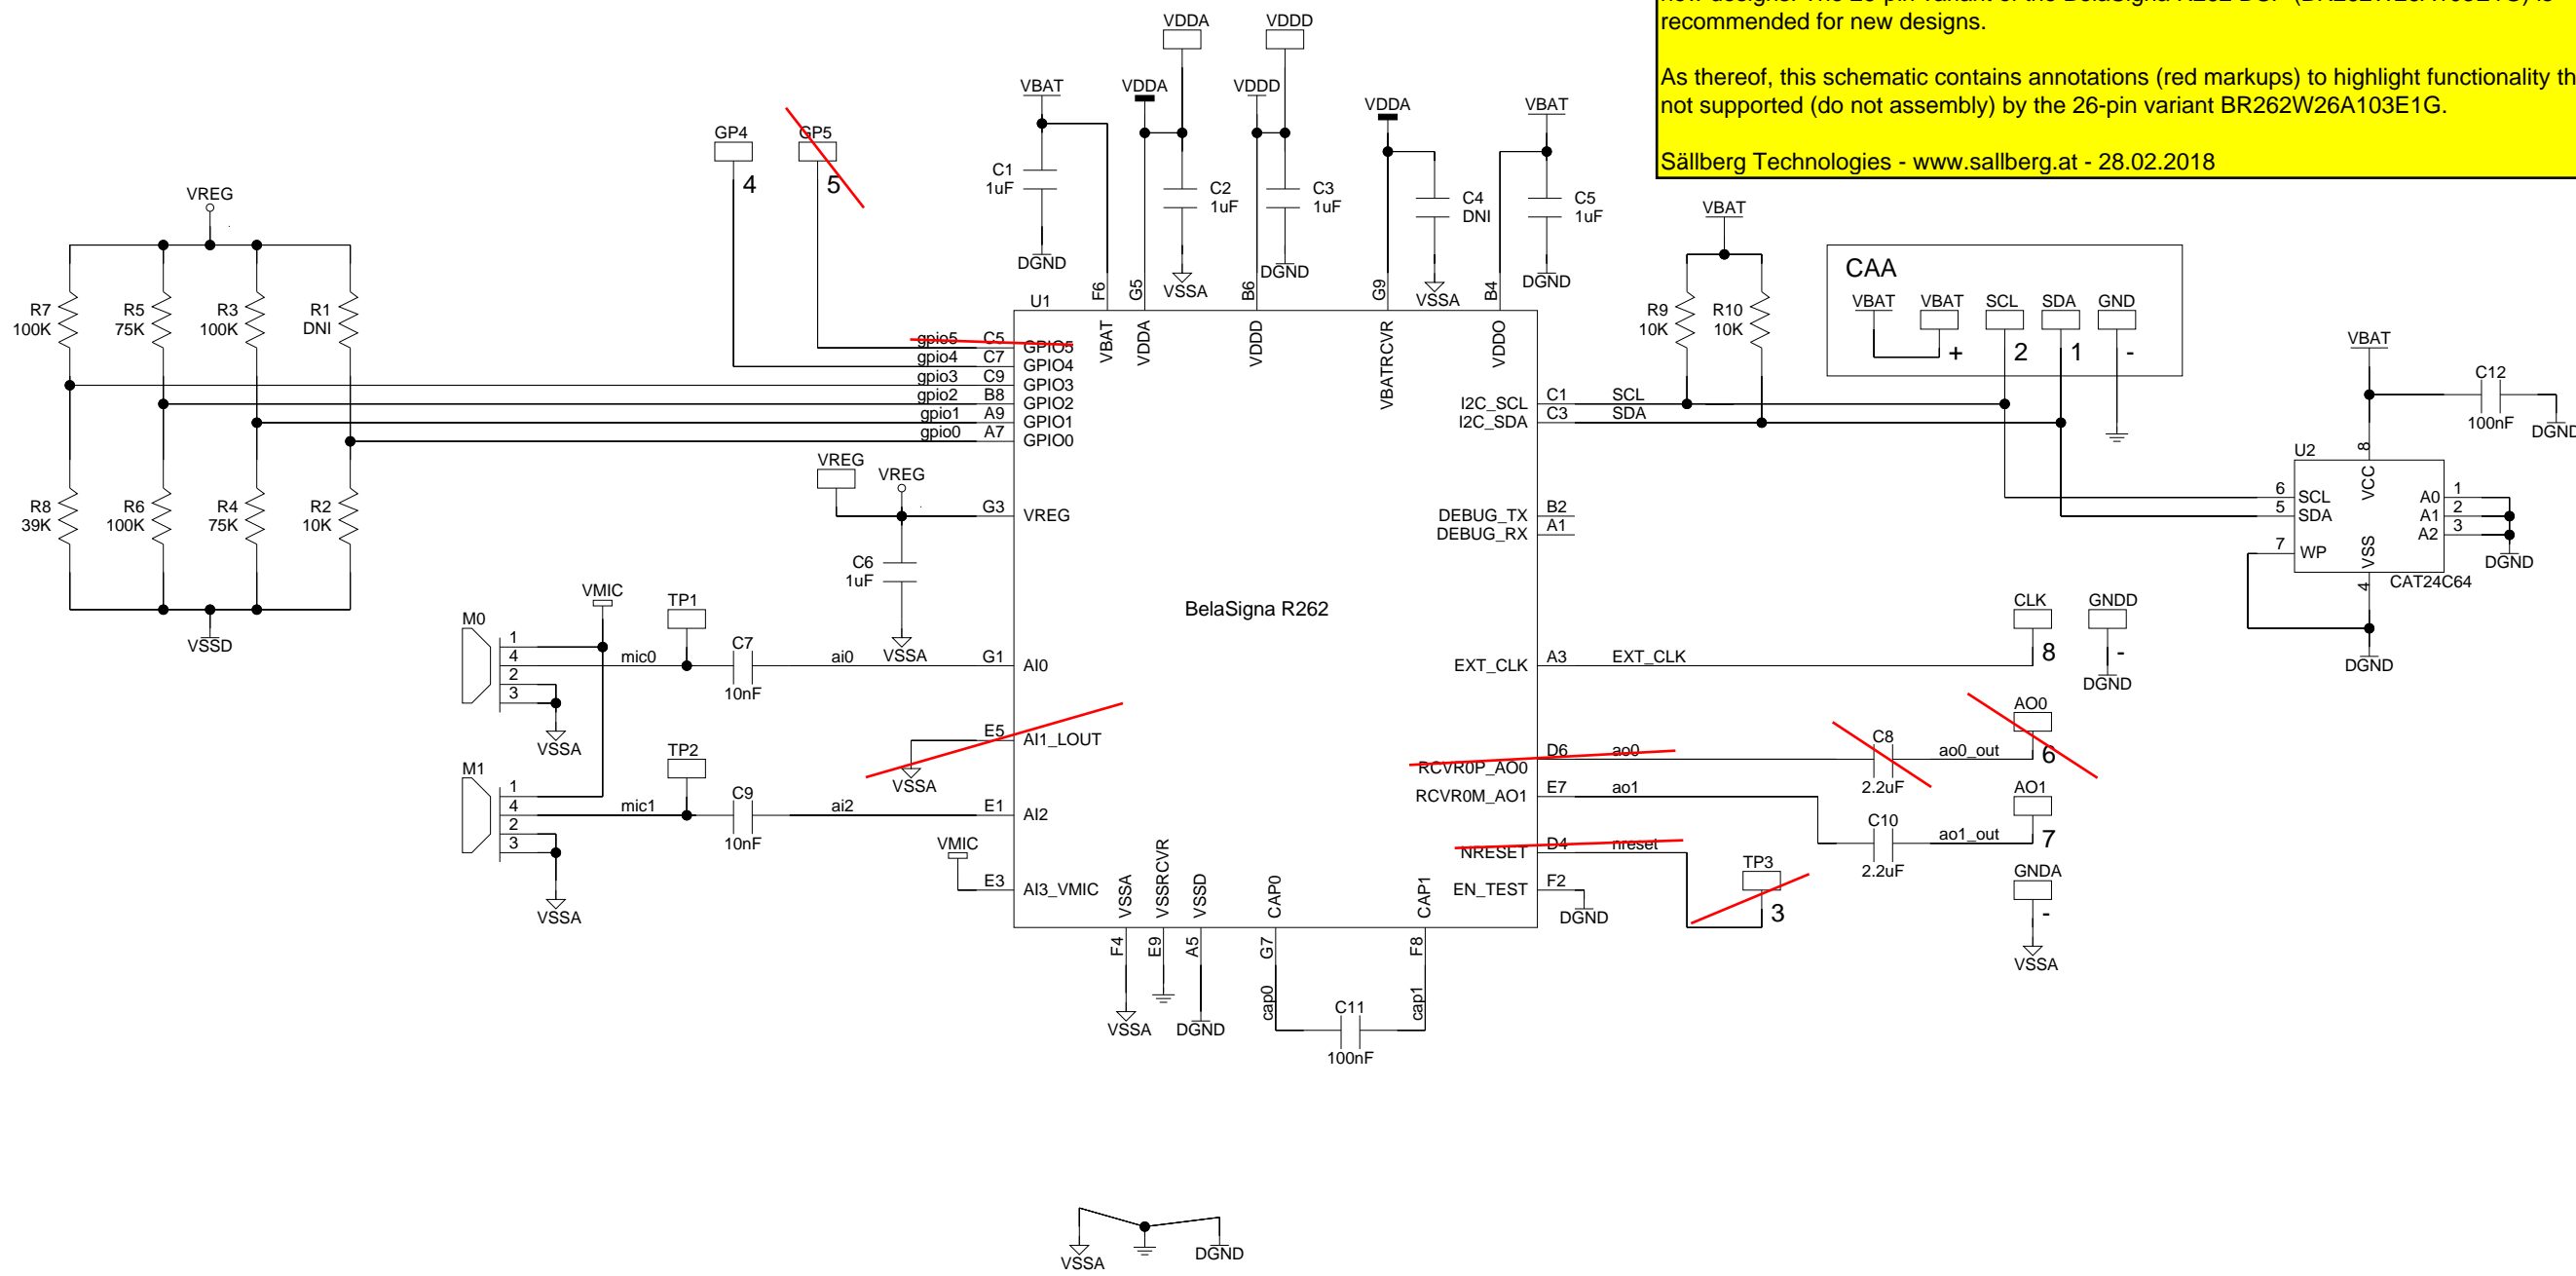 recommended for new designs.
As thereof, this schematic contains annotations (red markups) to highlight functionality th
not supported (do not assembly) by the 26-pin variant BR262W26A103E1G.
Sällberg Technologies - www.sallberg.at - 28.02.2018
VDDA
VDDD
VBAT
VDDA
VDDD
VDDA
VBAT
GP4
4
GP5
5
C1
1uF
C2
1uF
C3
1uF
C4
DNI
C5
1uF
DGND
VSSA
DGND
VSSA
DGND
VREG
R7
100K
R5
75K
R3
100K
R1
DNI
R8
39K
R6
100K
R4
75K
R2
10K
VSSD
U1
F6
G5
B6
G9
B4
VBAT
VDDA
VDDD
VBATRCVR
VDDO
gpio5 C5 GPIO5
gpio4 C7 GPIO4
gpio3 C9 GPIO3
gpio2 B8 GPIO2
gpio1 A9 GPIO1
gpio0 A7 GPIO0
VREG
VREG
G3 VREG
C6
1uF
VSSA
BelaSigna R262
VMIC
M0
1
4
2
3
mic0
TP1
C7
10nF
ai0
G1 AI0
VSSA
E5 AI1_LOUT
VSSA
M1
1
4
2
3
mic1
TP2
C9
10nF
ai2
E1 AI2
VSSA
VMIC
E3 AI3_VMIC
VSSA
VSSRCVR
VSSD
CAP0
CAP1
F4
E9
A5
G7
F8
VSSA
DGND
cap0
cap1
C11
100nF
VBAT
R9
10K
R10
10K
CAA
VBAT
VBAT
SCL
SDA
GND
+
2
1
-
I2C_SCL C1 SCL
I2C_SDA C3 SDA
DEBUG_TX B2
DEBUG_RX A1
EXT_CLK A3 EXT_CLK
CLK
8
GNDD
-
DGND
RCVR0P_AO0 D6 ao0
C8
2.2uF
ao0_out
AO0
6
RCVR0M_AO1 E7 ao1
C10
2.2uF
ao1_out
AO1
7
NRESET D4 nreset
TP3
3
EN_TEST F2
DGND
GNDA
-
VSSA
VBAT
C12
100nF
DGND
U2
8
VCC
6 SCL
5 SDA
7 WP
A0 1
A1 2
A2 3
VSS
4
CAT24C64
DGND
DGND
VSSA
DGND